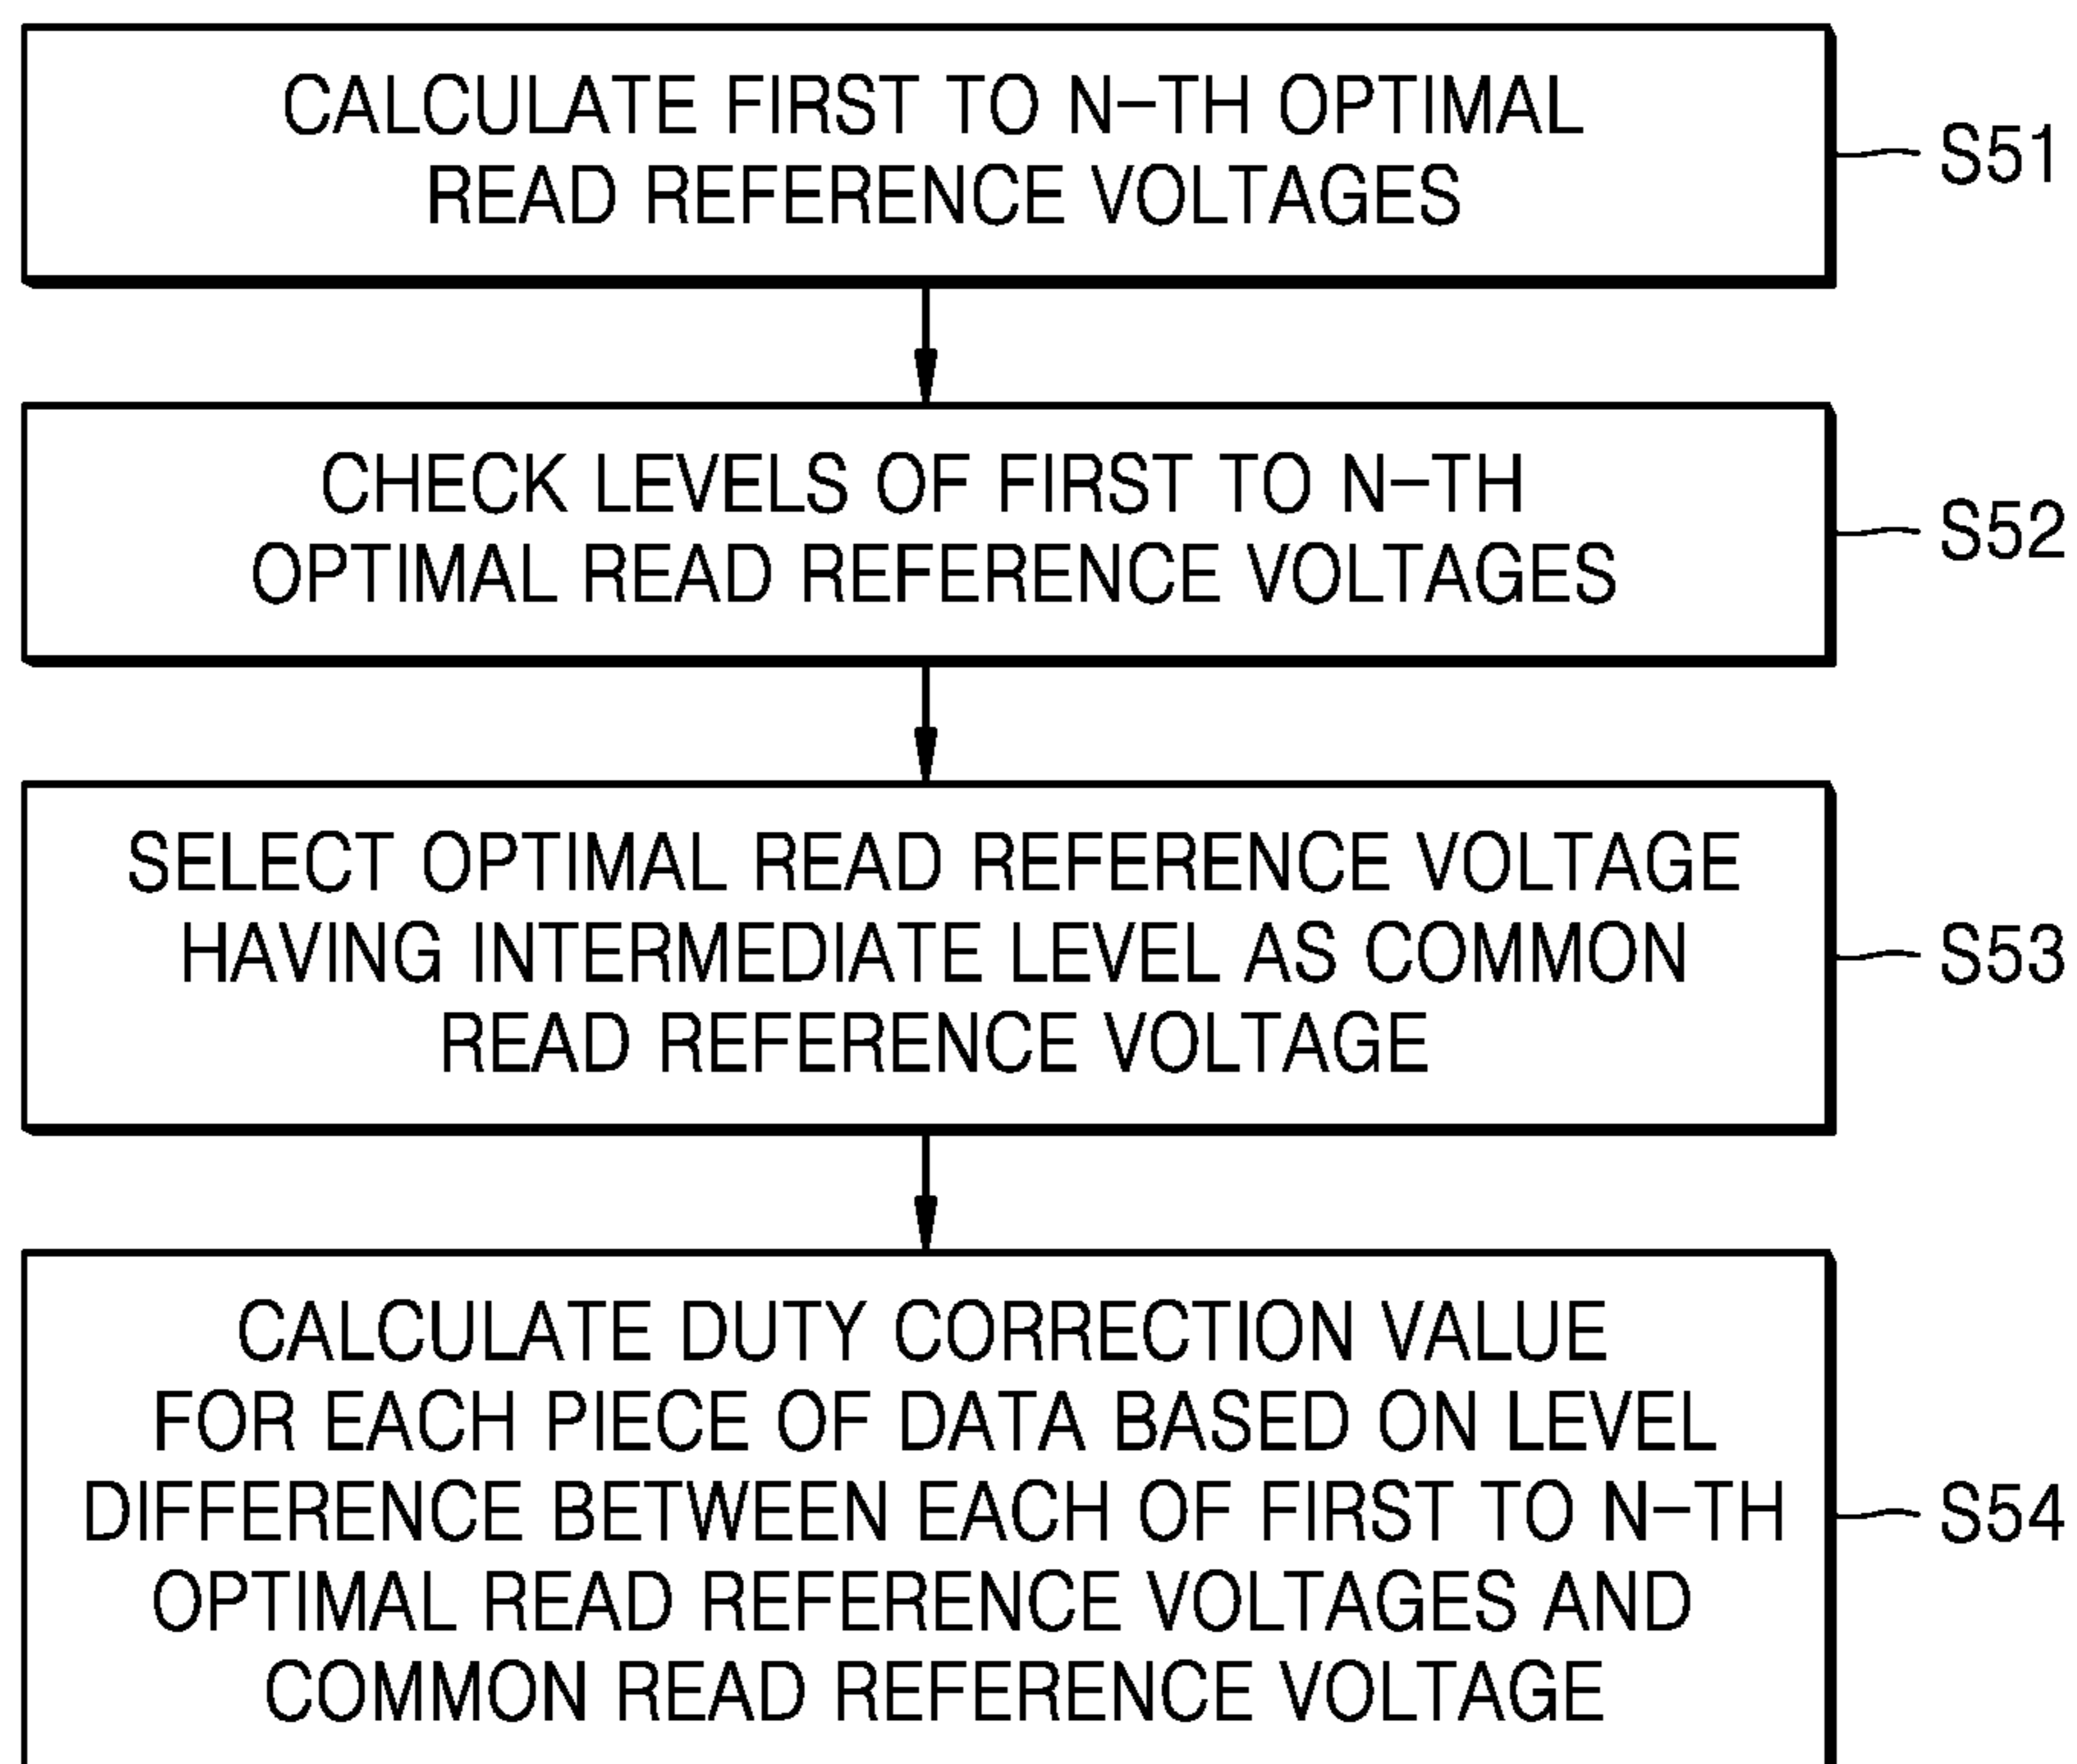 CALCULATE FIRST TO N-TH OPTIMAL
READ REFERENCE VOLTAGES
S51
CHECK LEVELS OF FIRST TO N-TH
OPTIMAL READ REFERENCE VOLTAGES
S52
SELECT OPTIMAL READ REFERENCE VOLTAGE
HAVING INTERMEDIATE LEVEL AS COMMON
READ REFERENCE VOLTAGE
S53
CALCULATE DUTY CORRECTION VALUE
FOR EACH PIECE OF DATA BASED ON LEVEL
DIFFERENCE BETWEEN EACH OF FIRST TO N-TH
OPTIMAL READ REFERENCE VOLTAGES AND
COMMON READ REFERENCE VOLTAGE
S54